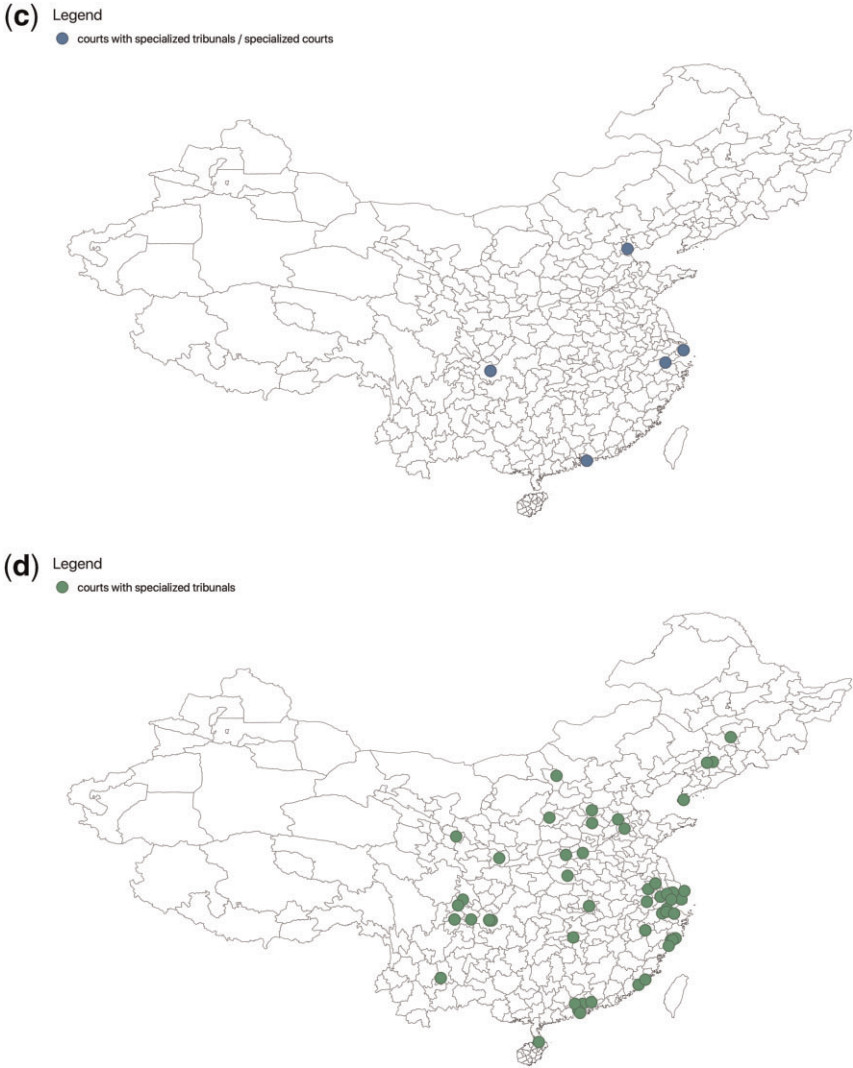 (c) Legend
courts with specialized tribunals / specialized courts
(d) Legend
courts with specialized tribunals